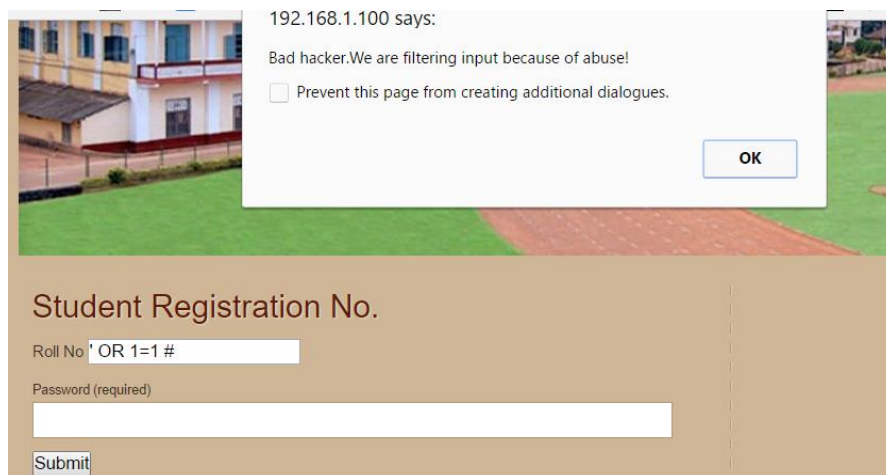 192.168.1.100 says:
Bad hacker.We are filtering input because of abuse!
Prevent this page from creating additional dialogues.
OK
Student Registration No.
Roll No ' OR 1=1 #
Password (required)
Submit